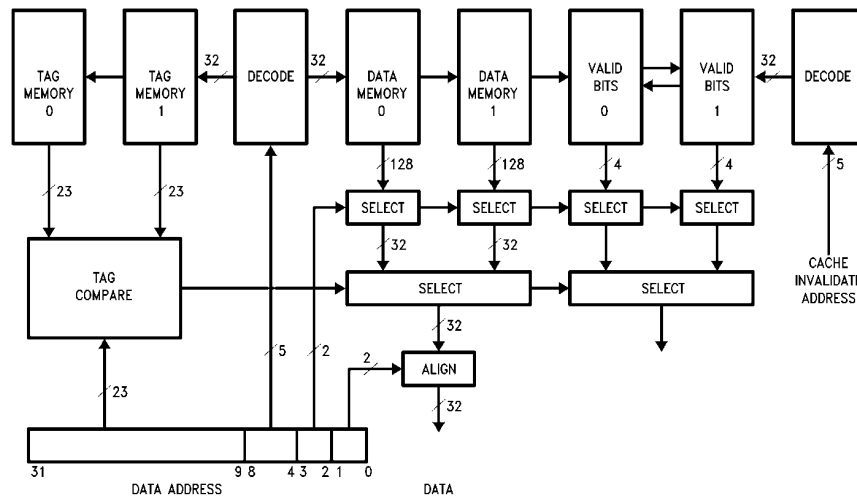 32 32 32
TAG MEMORY 0
TAG MEMORY 1
DECODE
DATA MEMORY 0
DATA MEMORY 1
VALID BITS 0
VALID BITS 1
DECODE
23 23 128 128 4 4 5
SELECT SELECT SELECT SELECT
32 32
TAG COMPARE
CACHE INVALIDATE ADDRESS
SELECT SELECT
32
5 2 2
ALIGN
23 32
31 9 8 4 3 2 1 0
DATA ADDRESS DATA